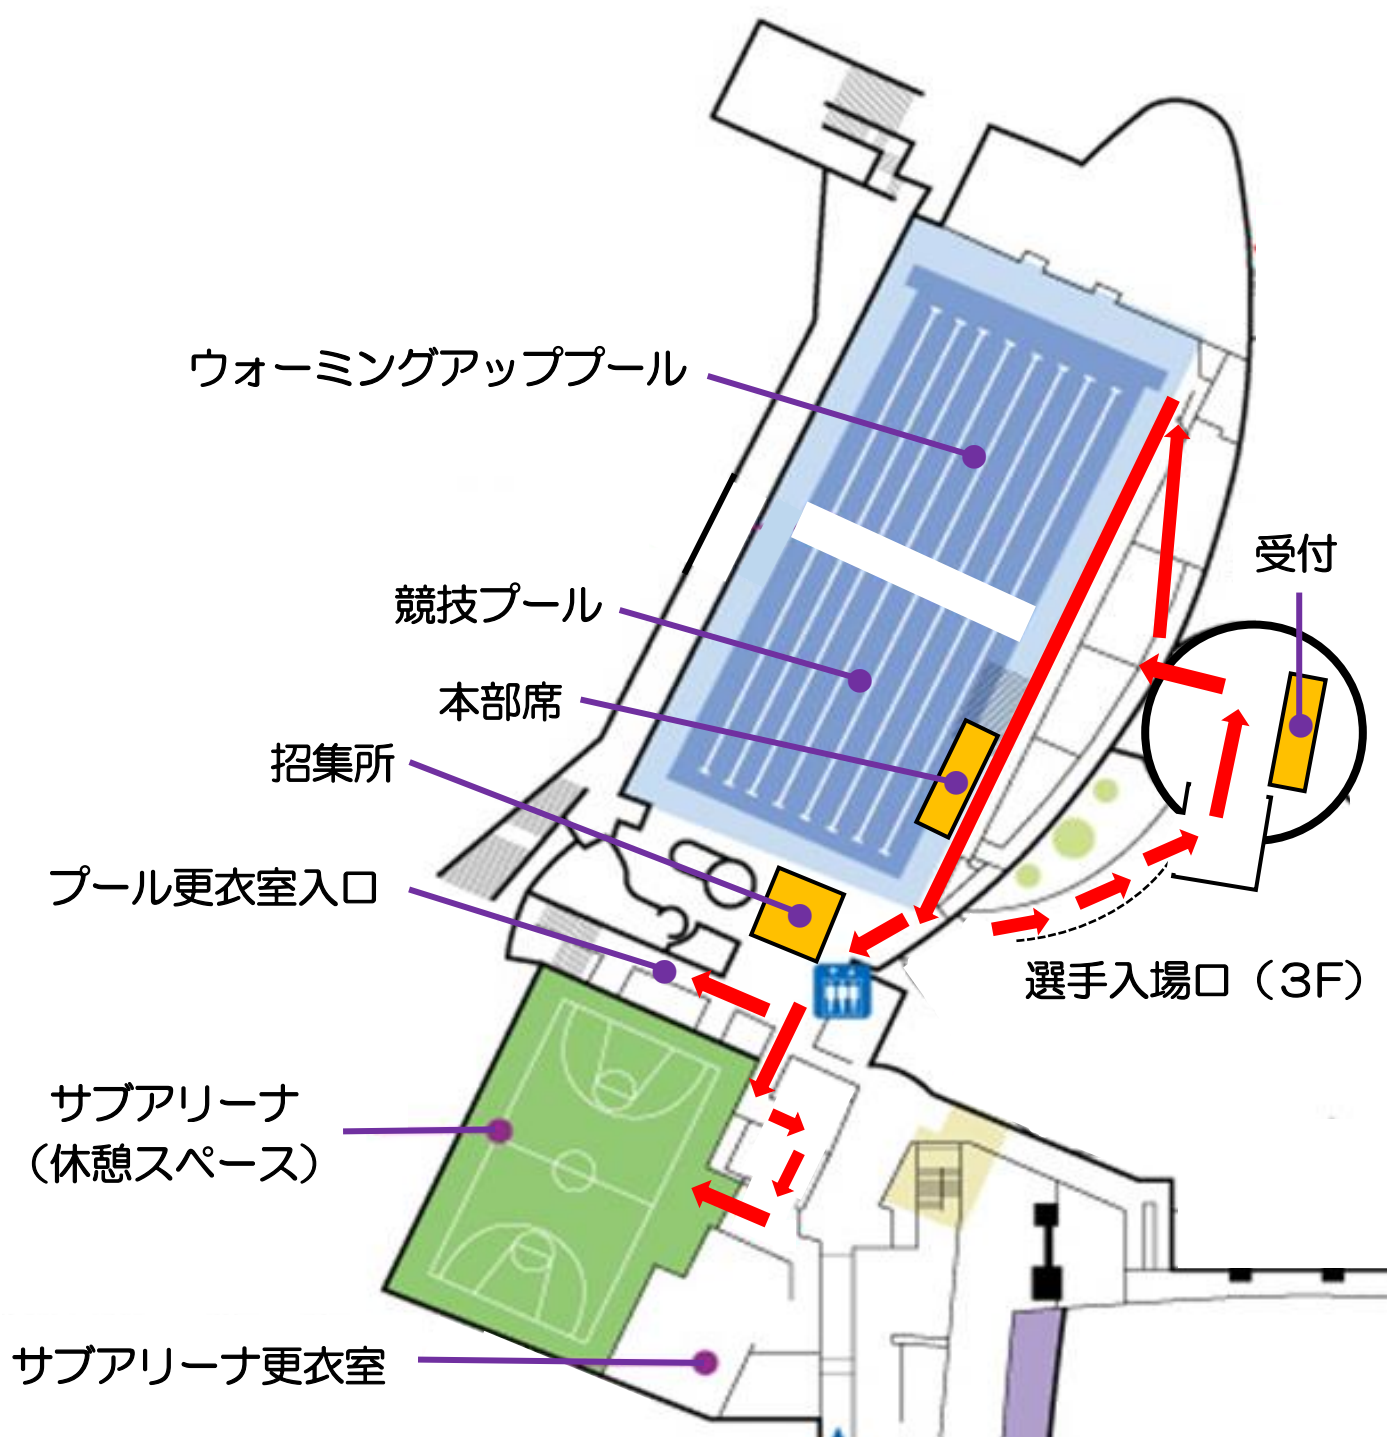 ウォーミングアッププール
受付
競技プール
本部席
招集所
プール更衣室入口
選手入場口（３F）
サブアリーナ
（休憩スペース）
サブアリーナ更衣室